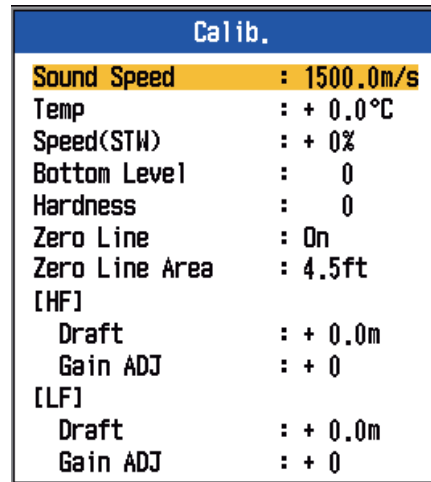 Calib.
Sound Speed : 1500.0m/s
Temp : + 0.0°C
Speed(STW) : + 0%
Bottom Level : 0
Hardness : 0
Zero Line : On
Zero Line Area : 4.5ft
[HF]
Draft : + 0.0m
Gain ADJ : + 0
[LF]
Draft : + 0.0m
Gain ADJ : + 0